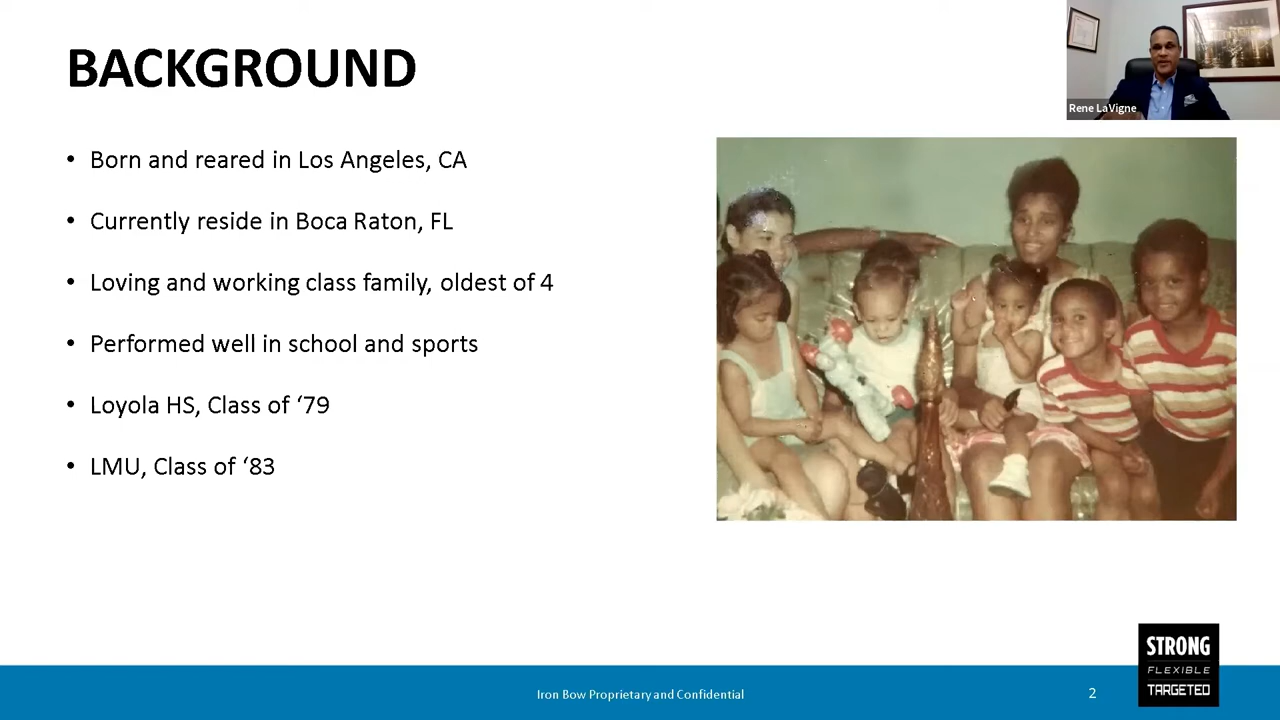 BACKGROUND
Rene LaVigne
• Born and reared in Los Angeles, CA
• Currently reside in Boca Raton, FL
• Loving and working class family, oldest of 4
• Performed well in school and sports
• Loyola HS, Class of ‘79
• LMU, Class of ‘83
STRONG
FLEXIBLE
TARGETED
Iron Bow Proprietary and Confidential
2